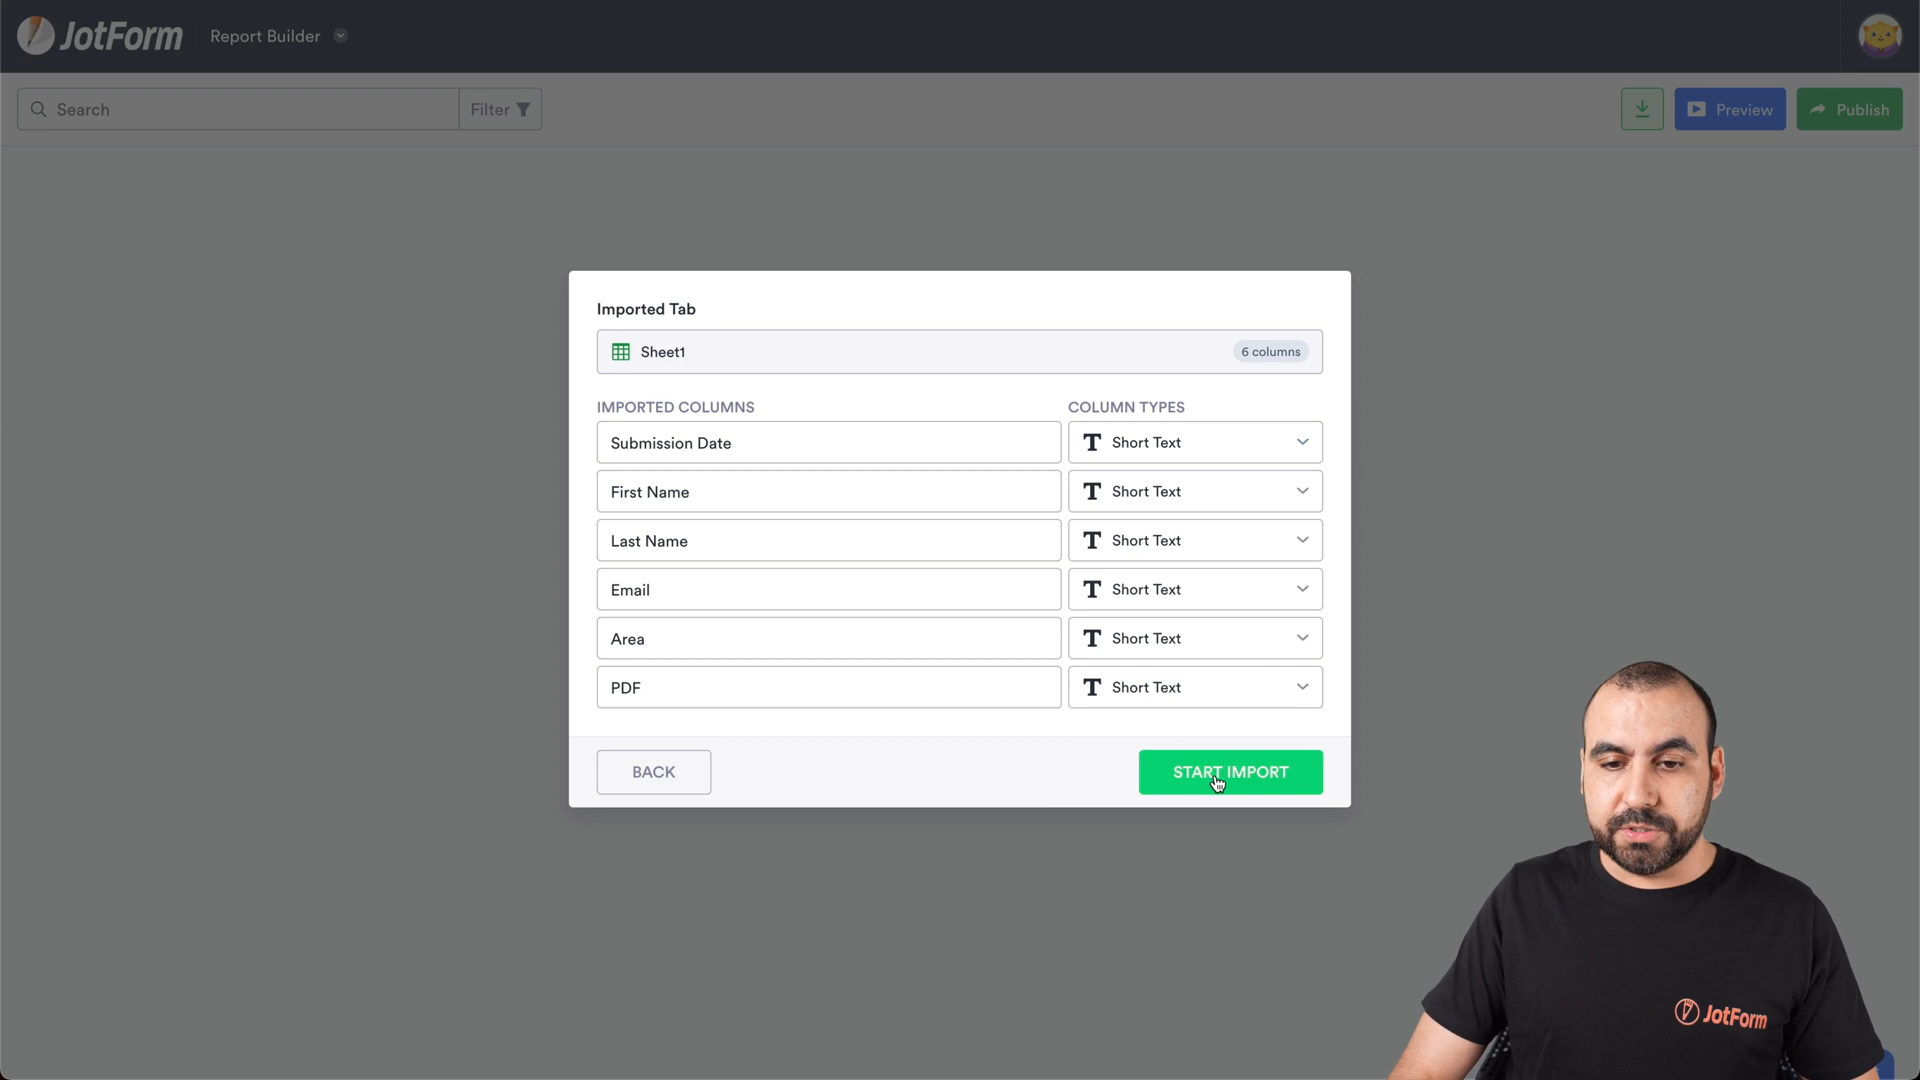 JotForm Report Builder
Search Filter Preview Publish
Imported Tab
Sheet1 6 columns
IMPORTED COLUMNS COLUMN TYPES
Submission Date Short Text
First Name Short Text
Last Name Short Text
Email Short Text
Area Short Text
PDF Short Text
BACK START IMPORT
JotForm